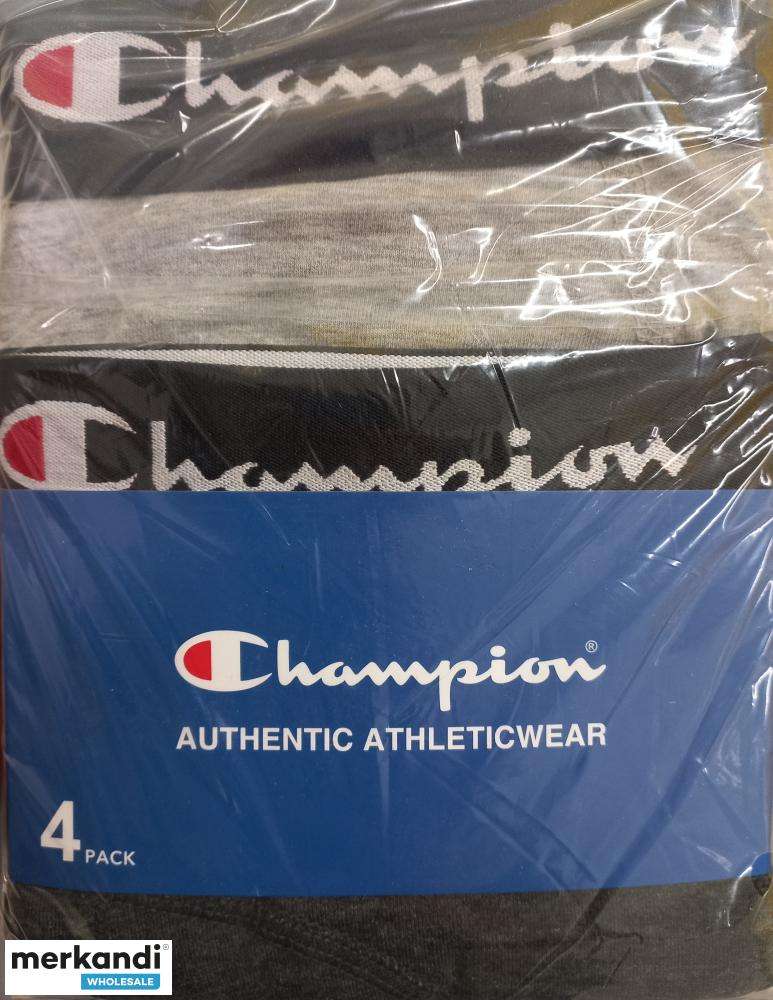 Champion
Champion
Champion®
AUTHENTIC ATHLETICWEAR
4 PACK
merkandi®
WHOLESALE